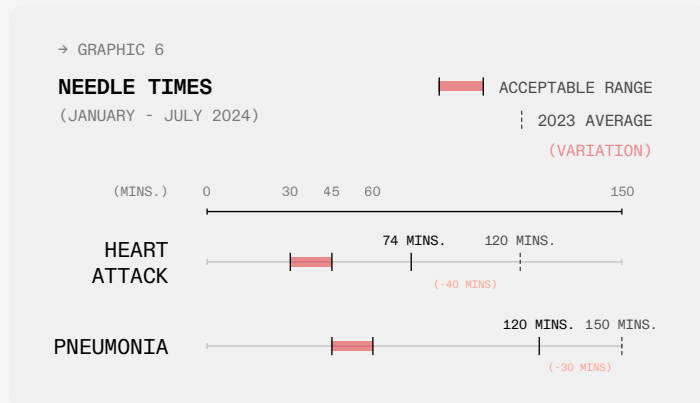 → GRAPHIC 6
NEEDLE TIMES
(JANUARY - JULY 2024)
ACCEPTABLE RANGE
2023 AVERAGE
(VARIATION)
(MINS.) 0 30 45 60 150
HEART ATTACK
74 MINS. 120 MINS.
(-40 MINS)
PNEUMONIA
120 MINS. 150 MINS.
(-30 MINS)